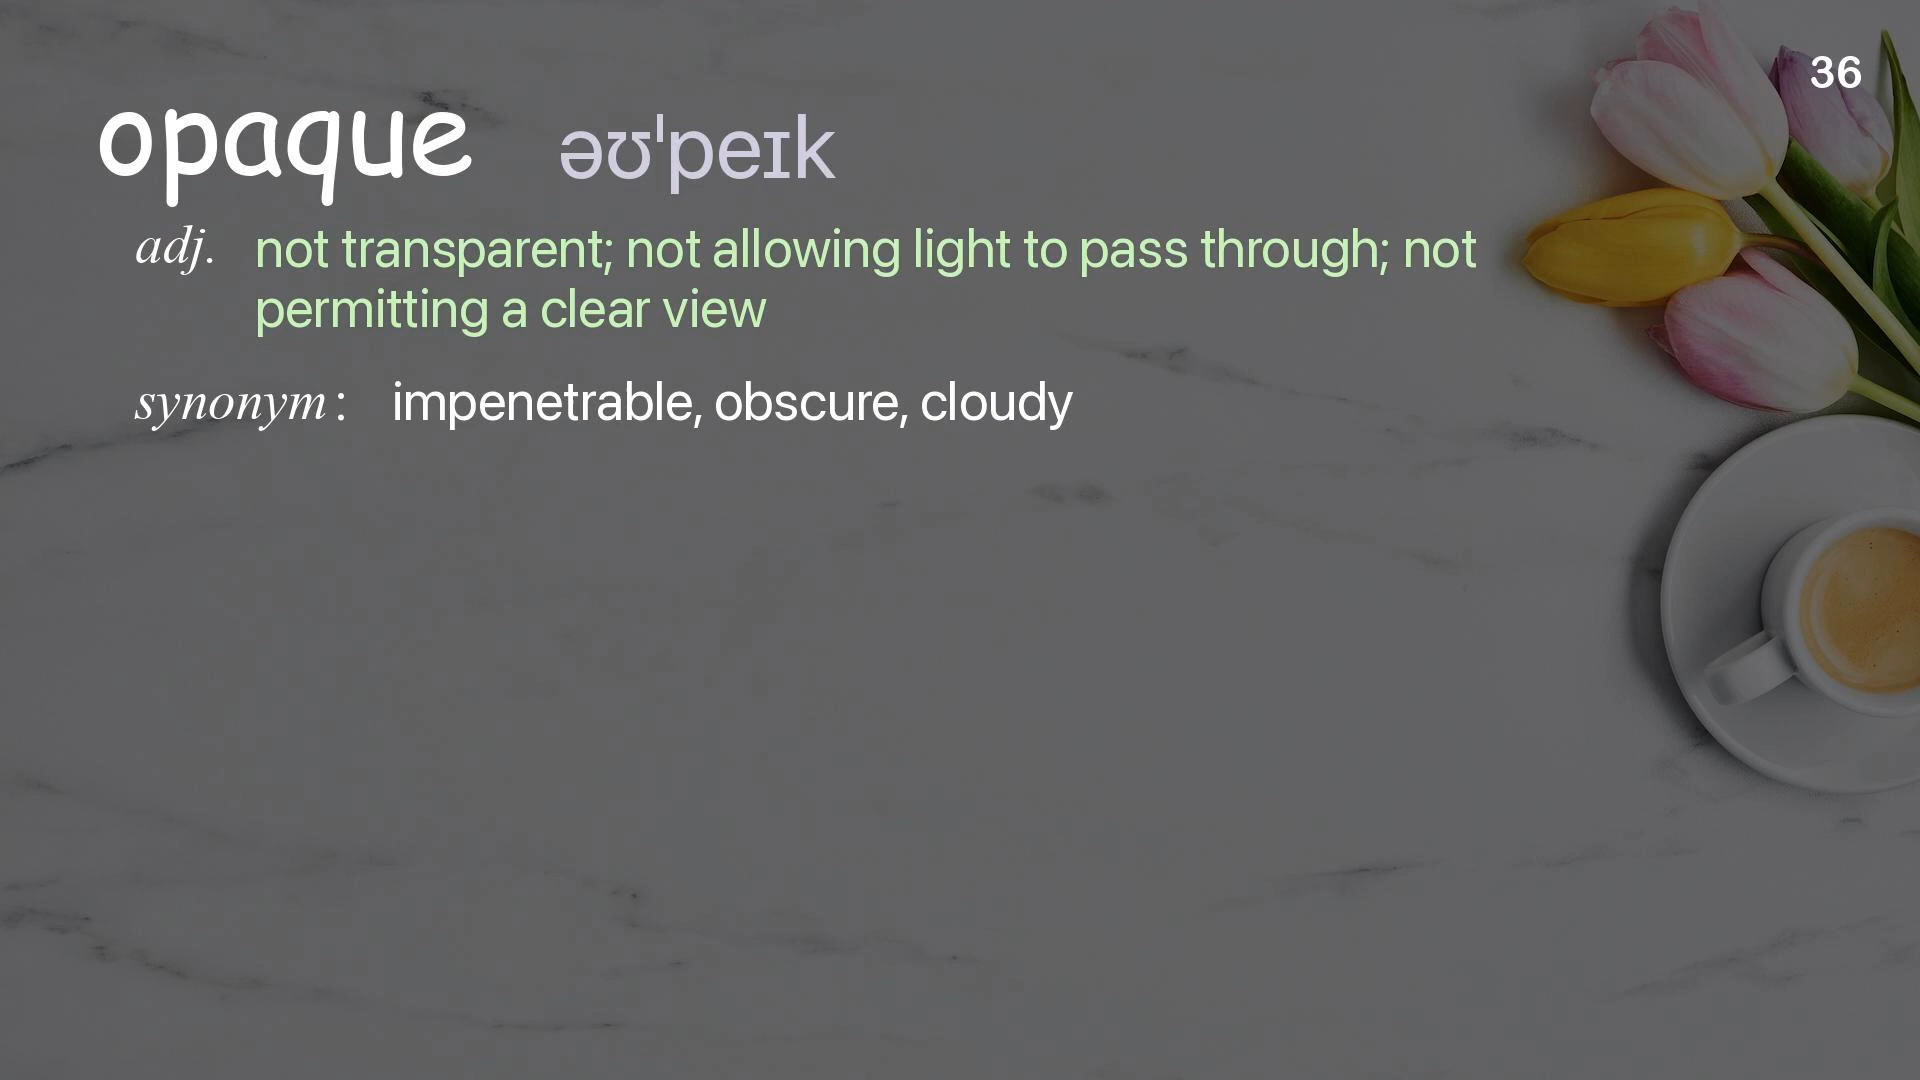 36
opaque əʊˈpeɪk
adj. not transparent; not allowing light to pass through; not
permitting a clear view
synonym: impenetrable, obscure, cloudy